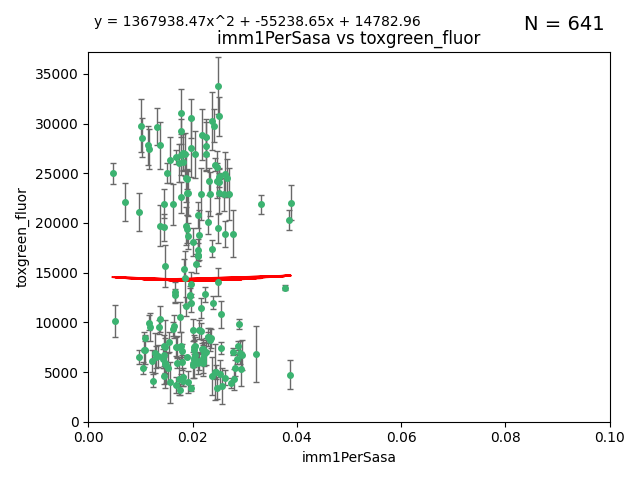 y = 1367938.47x^2 + -55238.65x + 14782.96
N = 641
imm1PerSasa vs toxgreen_fluor
toxgreen_fluor
35000
30000
25000
20000
15000
10000
5000
0
0.00 0.02 0.04 0.06 0.08 0.10
imm1PerSasa